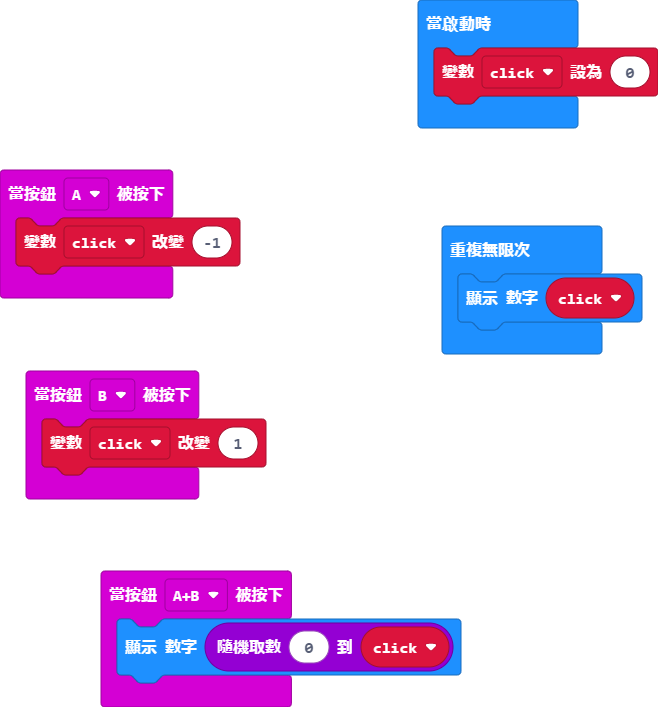 當啟動時
變數 click 設為 0
當按鈕 A 被按下
變數 click 改變 -1
重複無限次
顯示 數字 click
當按鈕 B 被按下
變數 click 改變 1
當按鈕 A+B 被按下
顯示 數字 隨機取數 0 到 click